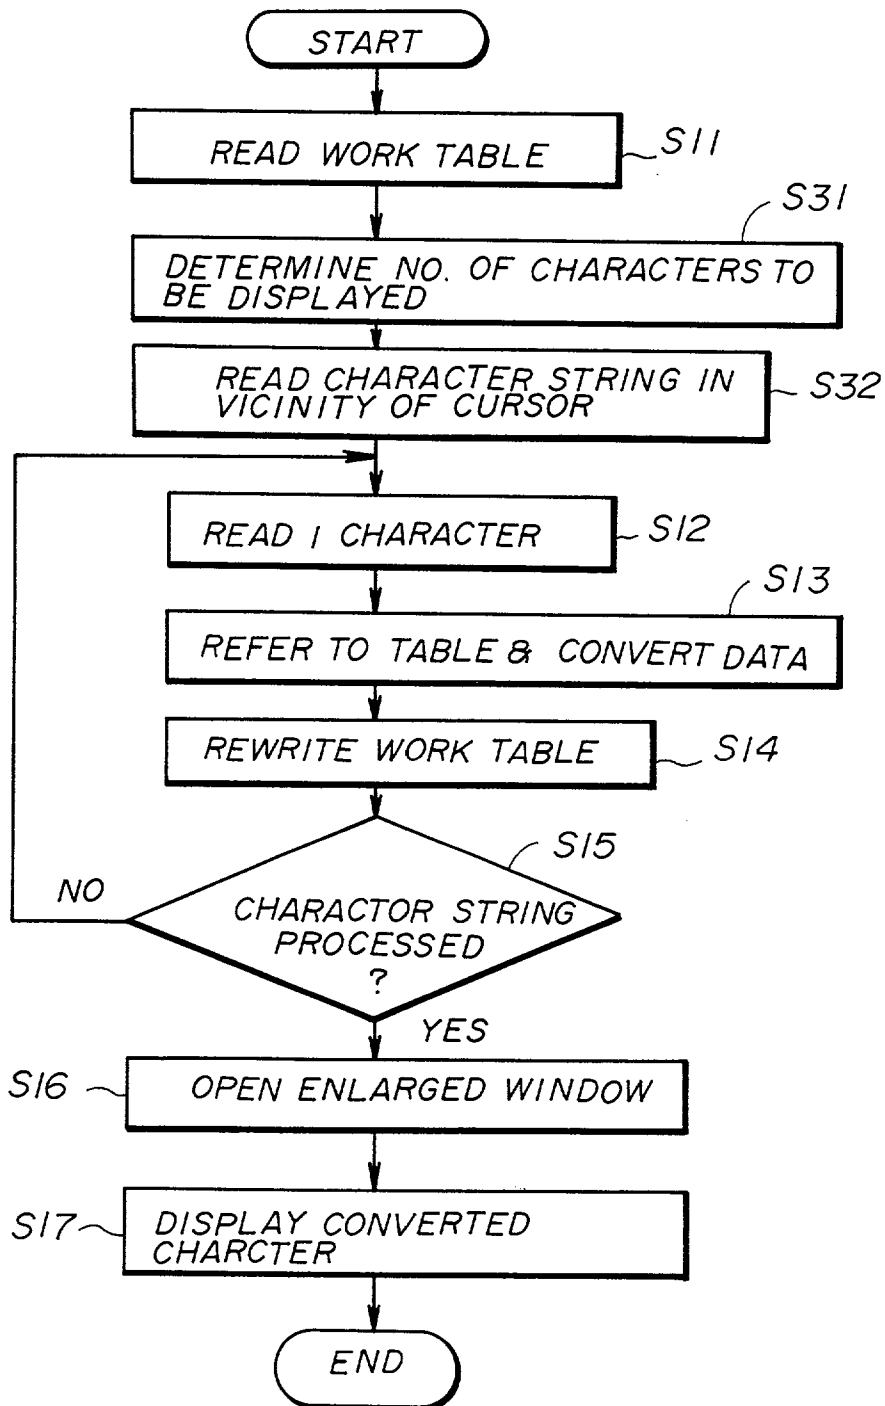 START
READ WORK TABLE
S11
S31
DETERMINE NO. OF CHARACTERS TO
BE DISPLAYED
READ CHARACTER STRING IN
VICINITY OF CURSOR
S32
READ 1 CHARACTER
S12
S13
REFER TO TABLE & CONVERT DATA
REWRITE WORK TABLE
S14
S15
NO
CHARACTOR STRING
PROCESSED
?
YES
S16
OPEN ENLARGED WINDOW
S17
DISPLAY CONVERTED
CHARCTER
END